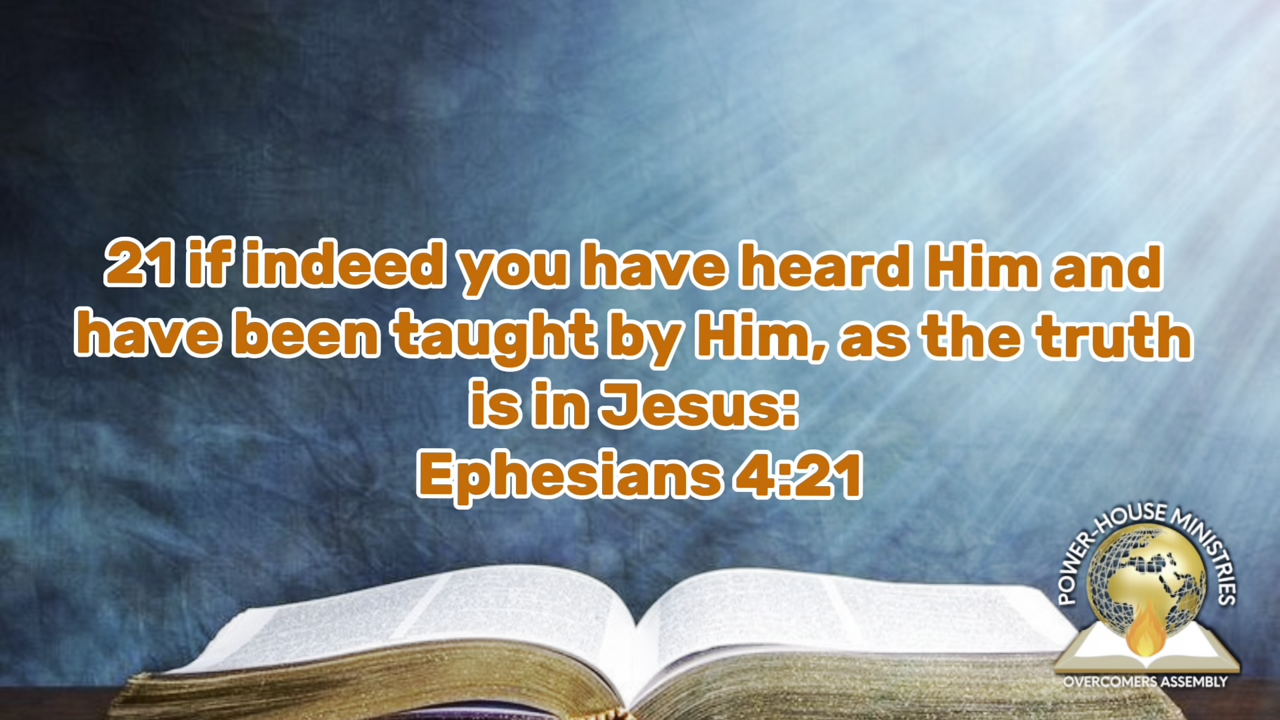 21 if indeed you have heard Him and
have been taught by Him, as the truth
is in Jesus:
Ephesians 4:21
POWER-HOUSE MINISTRIES
OVERCOMERS ASSEMBLY